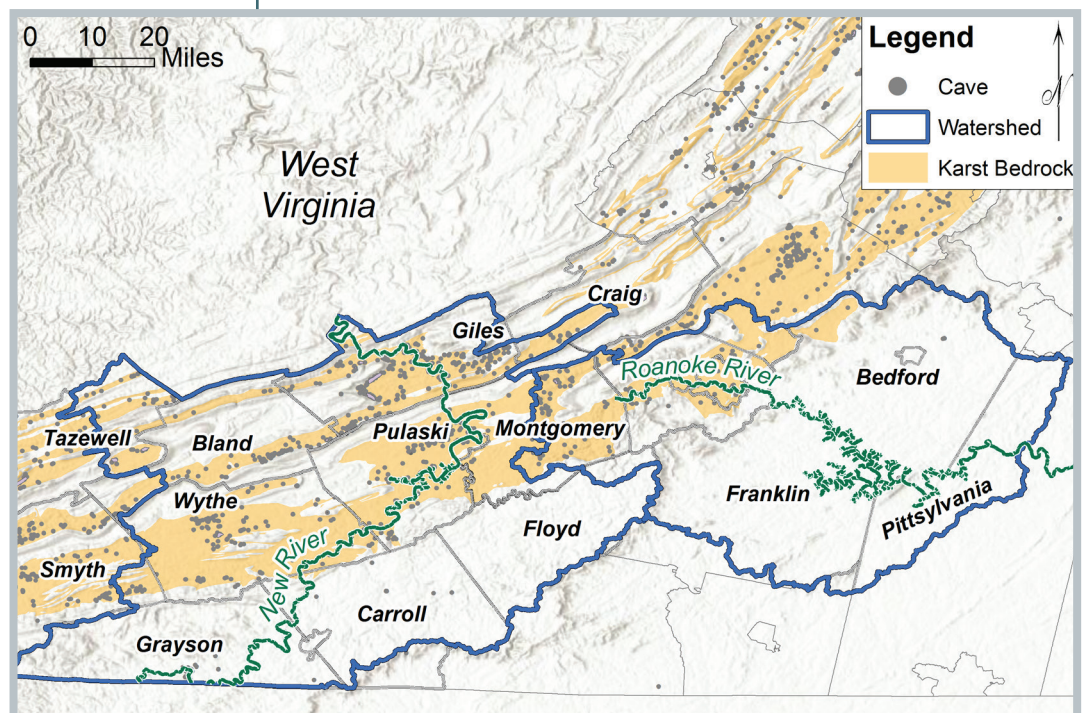 0 10 20
Miles
Legend
Cave
Watershed
Karst Bedrock
N
West
Virginia
Craig
Giles
Roanoke River
Bedford
Tazewell
Bland
Pulaski
Montgomery
Wythe
Franklin
Pittsylvania
Floyd
New River
Smyth
Carroll
Grayson